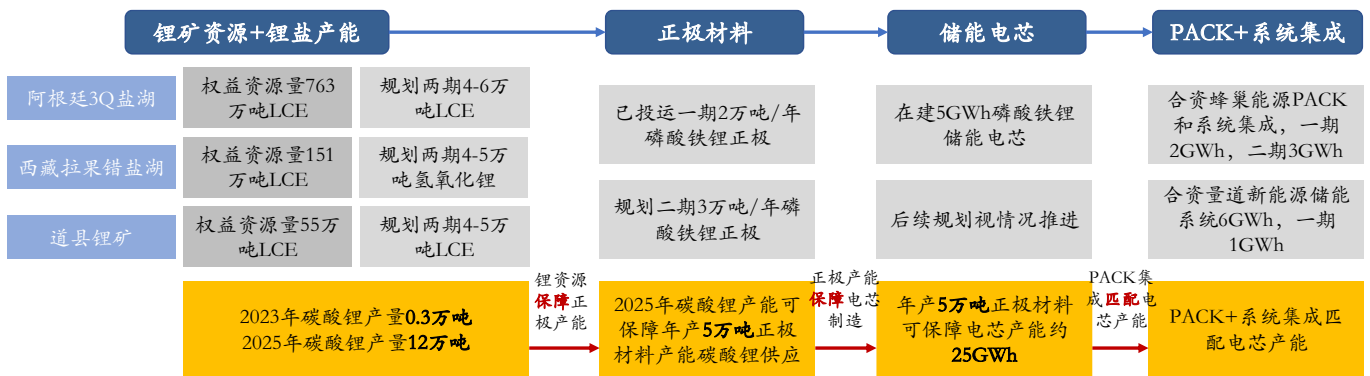 锂矿资源+锂盐产能
正极材料
储能电芯
PACK+系统集成
阿根廷3Q盐湖
权益资源量763
万吨LCE
规划两期4-6万
吨LCE
西藏拉果错盐湖
权益资源量151
万吨LCE
规划两期4-5万
吨氢氧化锂
道县锂矿
权益资源量55万
吨LCE
规划两期4-5万
吨LCE
已投运一期2万吨/年
磷酸铁锂正极
规划二期3万吨/年磷
酸铁锂正极
在建5GWh磷酸铁锂
储能电芯
后续规划视情况推进
合资蜂巢能源PACK
和系统集成，一期
2GWh，二期3GWh
合资量道新能源储能
系统6GWh，一期
1GWh
2023年碳酸锂产量0.3万吨
2025年碳酸锂产量12万吨
锂资源
保障正
极产能
2025年碳酸锂产能可
保障年产5万吨正极
材料产能碳酸锂供应
正极产能
保障电芯
制造
年产5万吨正极材料
可保障电芯产能约
25GWh
PACK集
成匹配电
芯产能
PACK+系统集成匹
配电芯产能